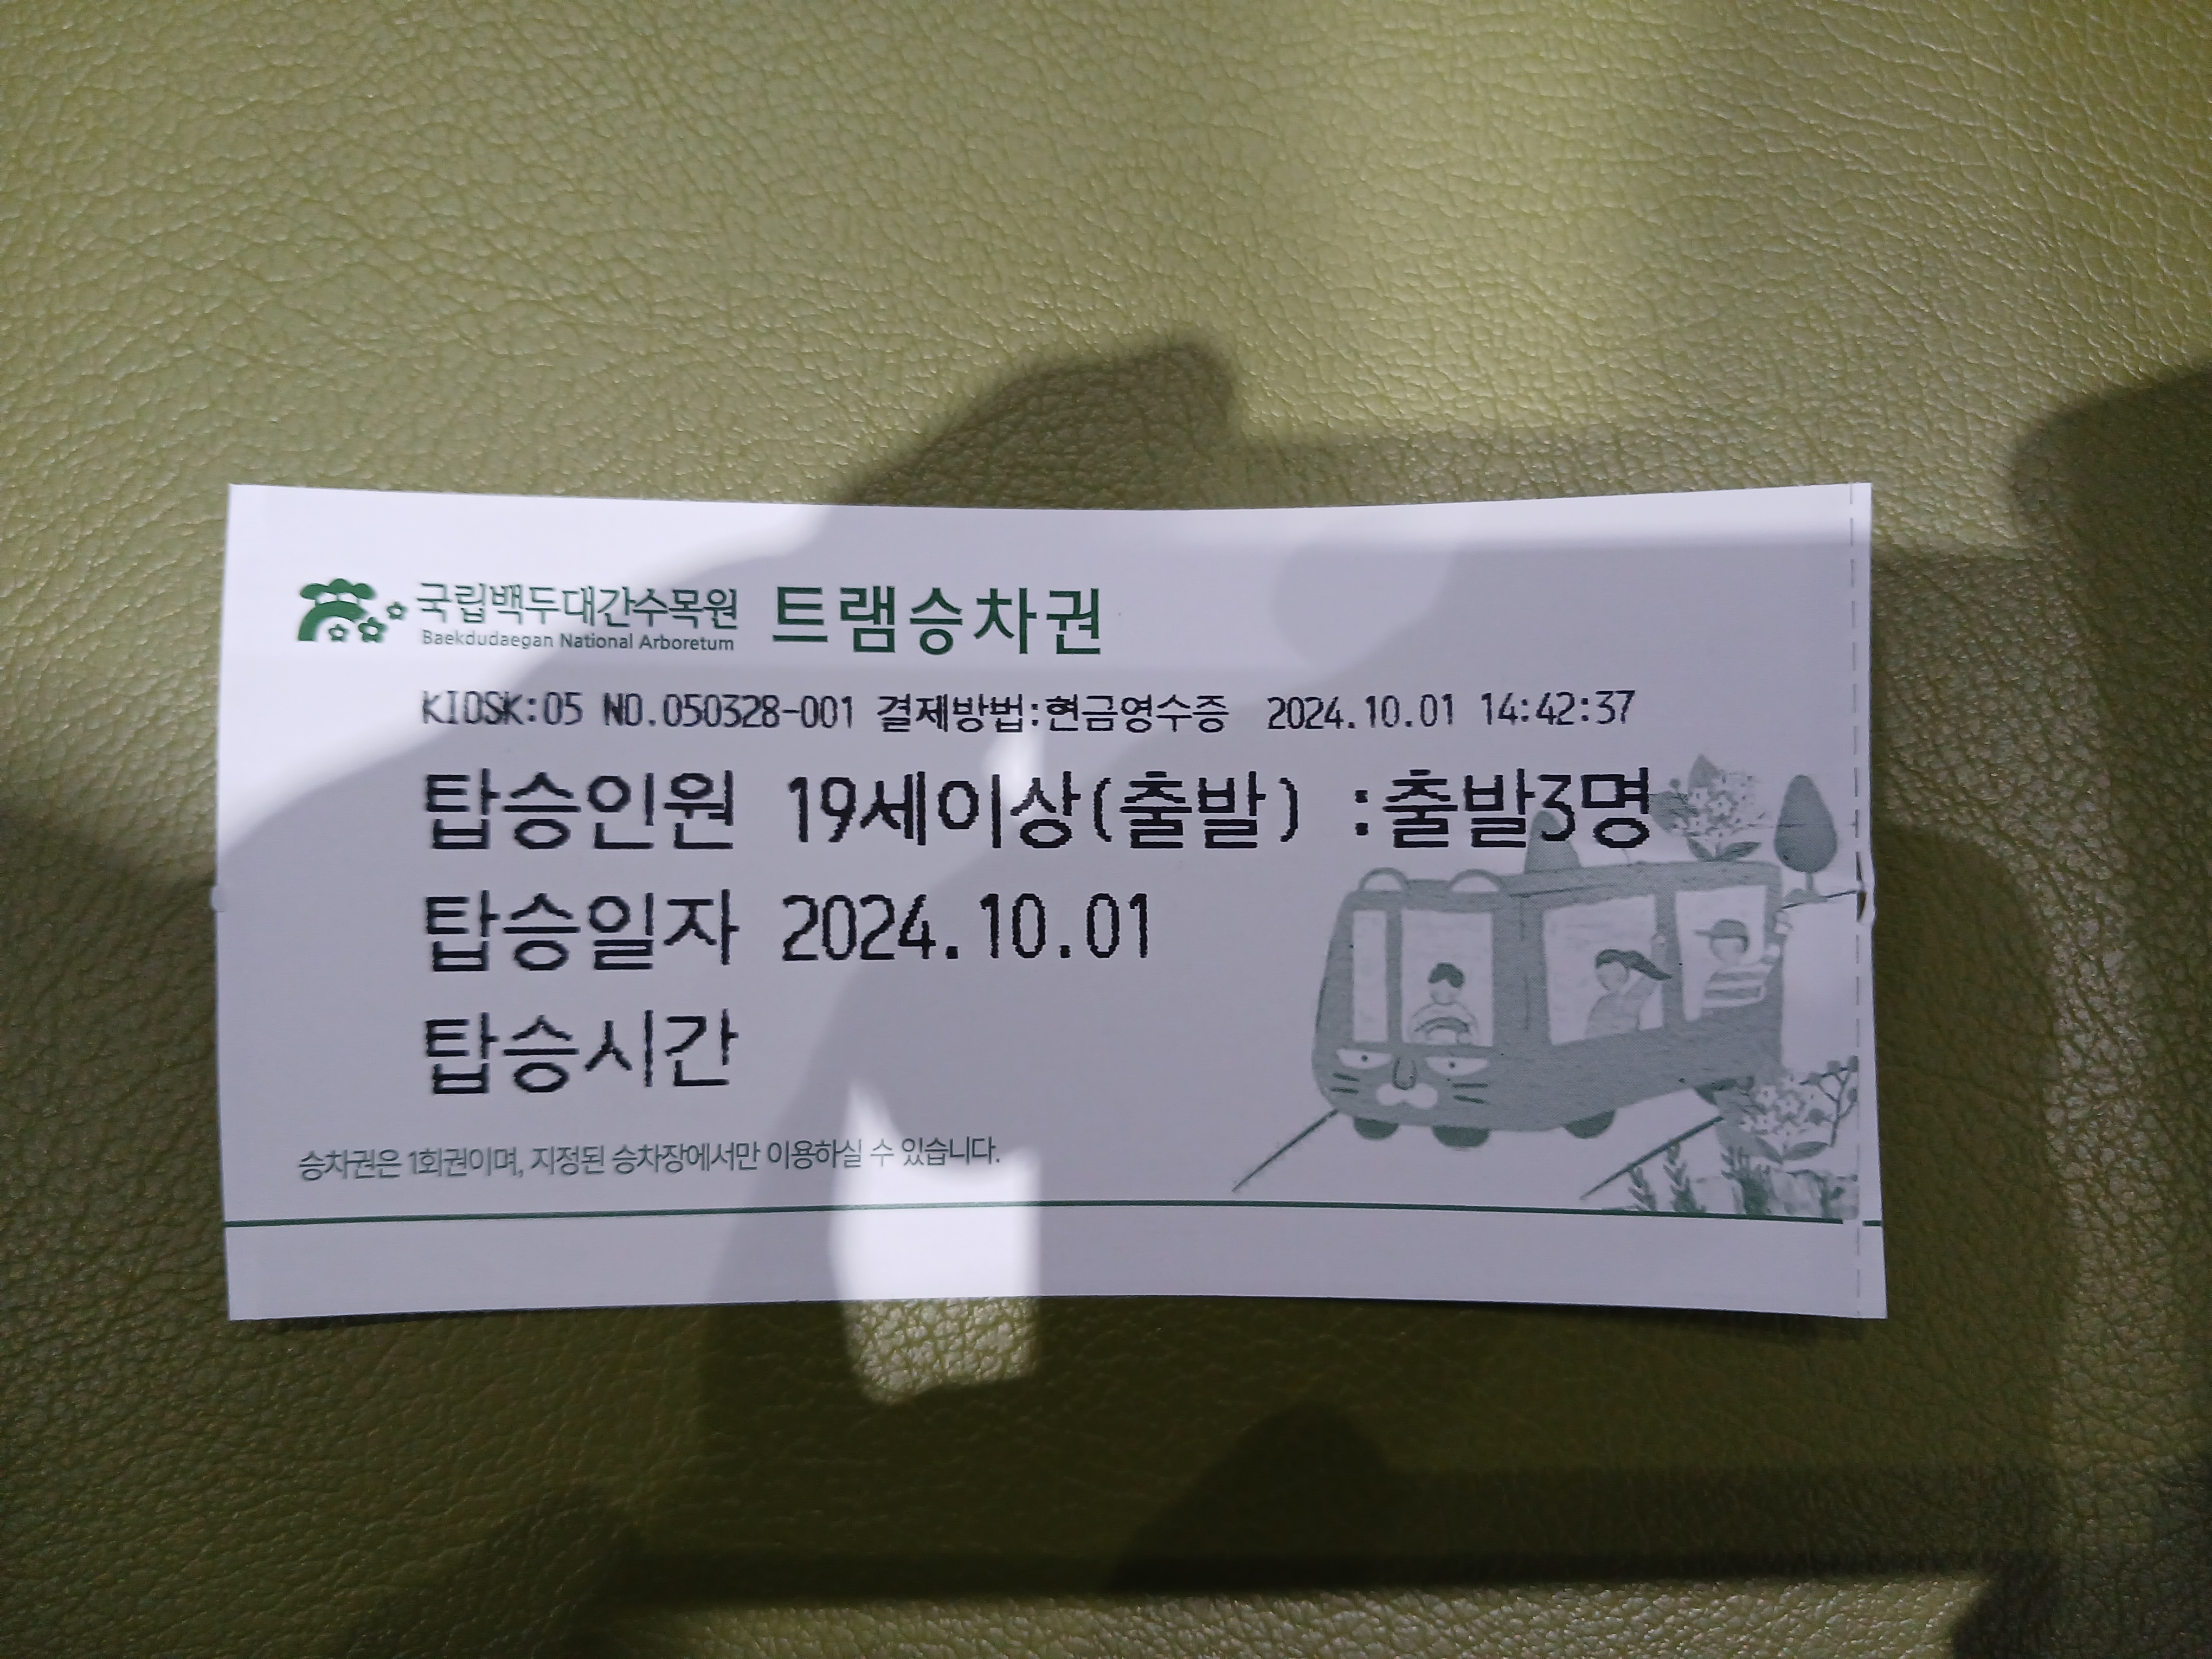 국립백두대간수목원 트램승차권
Baekdudaegan National Arboretum
KIOSK:05 NO.050328-001 결제방법:현금영수증 2024.10.01 14:42:37
탑승인원 19세이상(출발) :출발3명
탑승일자 2024.10.01
탑승시간
승차권은 1회권이며, 지정된 승차장에서만 이용하실 수 있습니다.